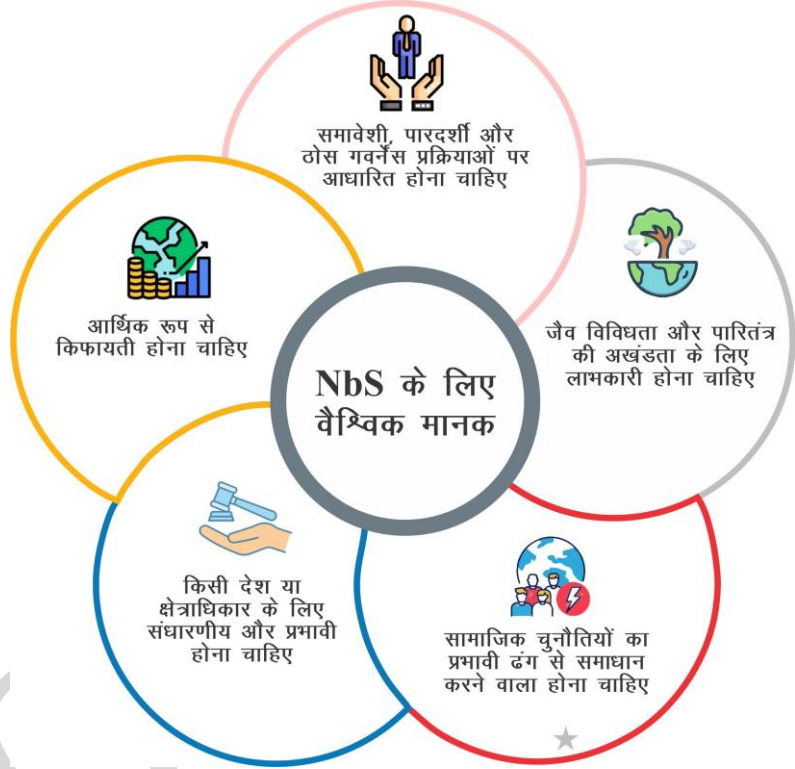 समावेशी, पारदर्शी और
ठोस गवर्नेंस प्रक्रियाओं पर
आधारित होना चाहिए
आर्थिक रूप से
किफायती होना चाहिए
जैव विविधता और पारितंत्र
की अखंडता के लिए
लाभकारी होना चाहिए
NbS के लिए
वैश्विक मानक
किसी देश या
क्षेत्राधिकार के लिए
संधारणीय और प्रभावी
होना चाहिए
सामाजिक चुनौतियों का
प्रभावी ढंग से समाधान
करने वाला होना चाहिए